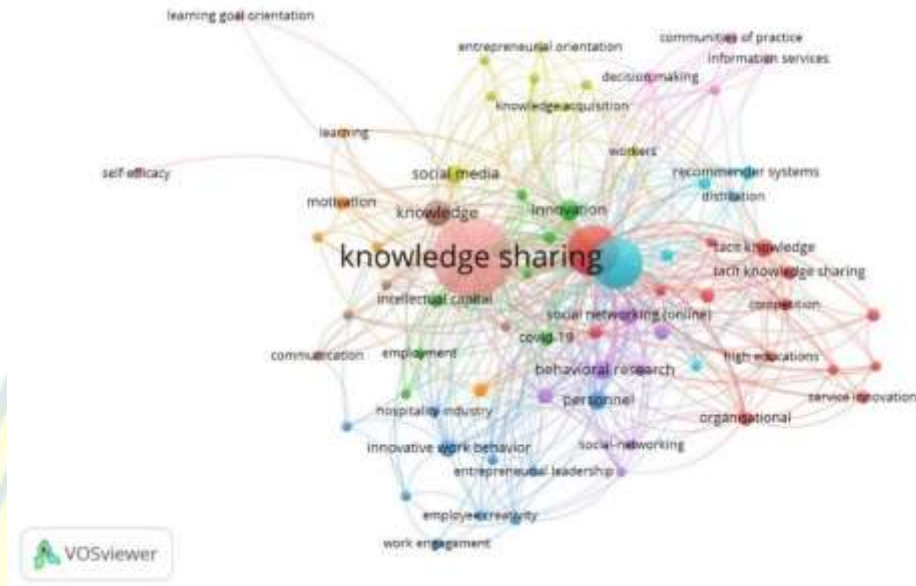 learning goal orientation
entrepreneurial orientation
communities of practice
information services
decision making
knowledge acquisition
learning
workers
self efficacy
social media
recommender systems
distillation
motivation
knowledge
innovation
knowledge sharing
tacit knowledge
tacit knowledge sharing
intellectual capital
competition
social networking (online)
covid-19
communication
employment
high educations
behavioral research
service innovation
personnel
hospitality industry
organisational
innovative work behavior
social networking
entrepreneurial leadership
employee creativity
work engagement
VOSviewer